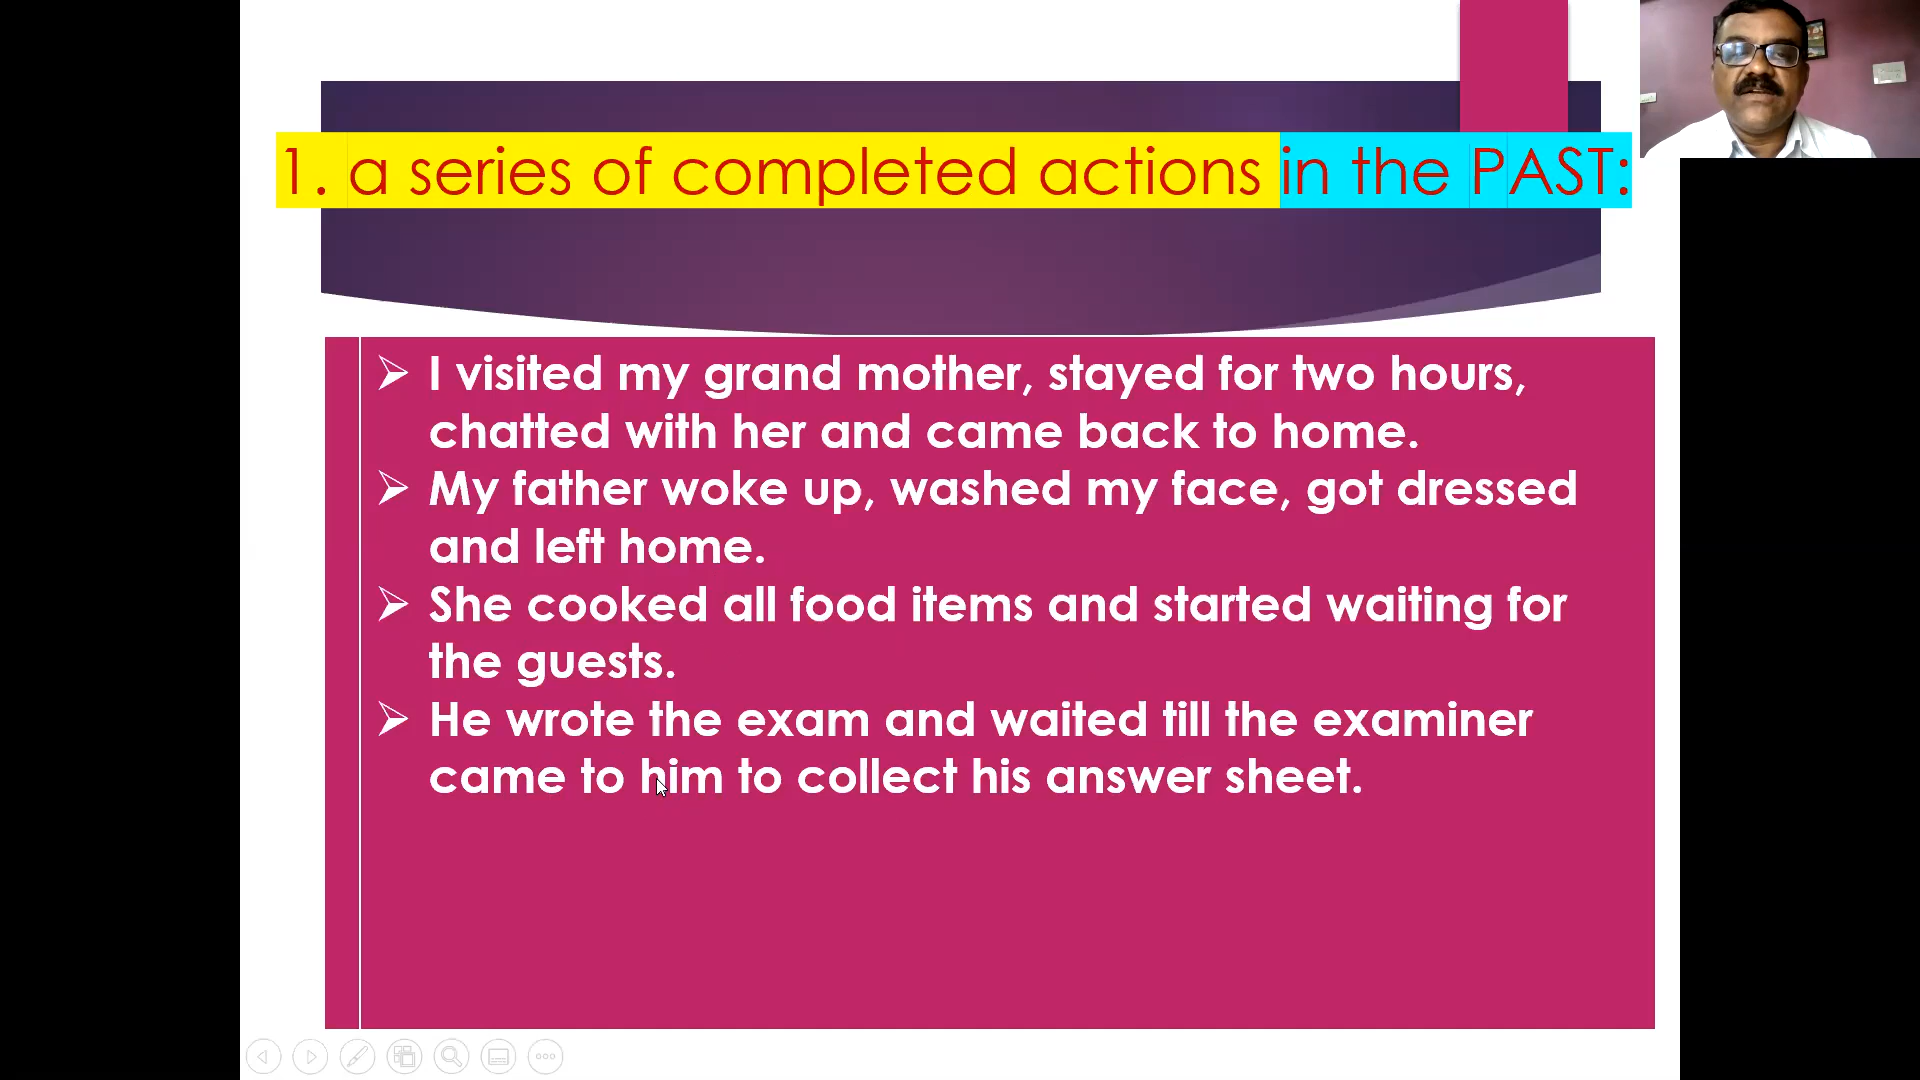 1. a series of completed actions in the PAST:
➢ I visited my grand mother, stayed for two hours,
chatted with her and came back to home.
➢ My father woke up, washed my face, got dressed
and left home.
➢ She cooked all food items and started waiting for
the guests.
➢ He wrote the exam and waited till the examiner
came to him to collect his answer sheet.